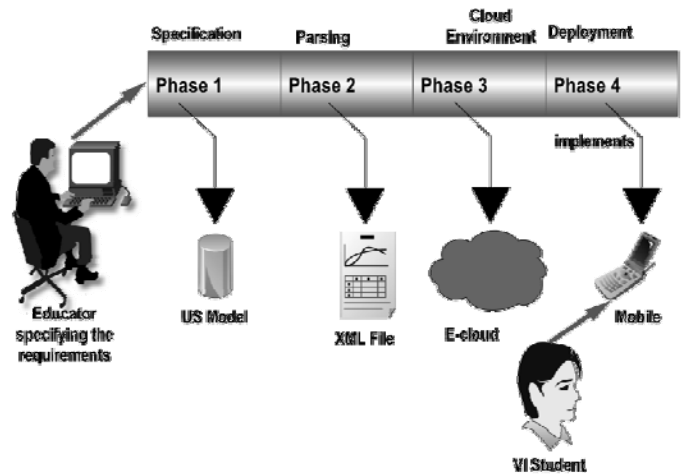 Specification
Parsing
Cloud
Environment
Deployment
Phase 1
Phase 2
Phase 3
Phase 4
implements
Educator
specifying the
requirements
US Model
XML File
E-cloud
Mobile
VI Student